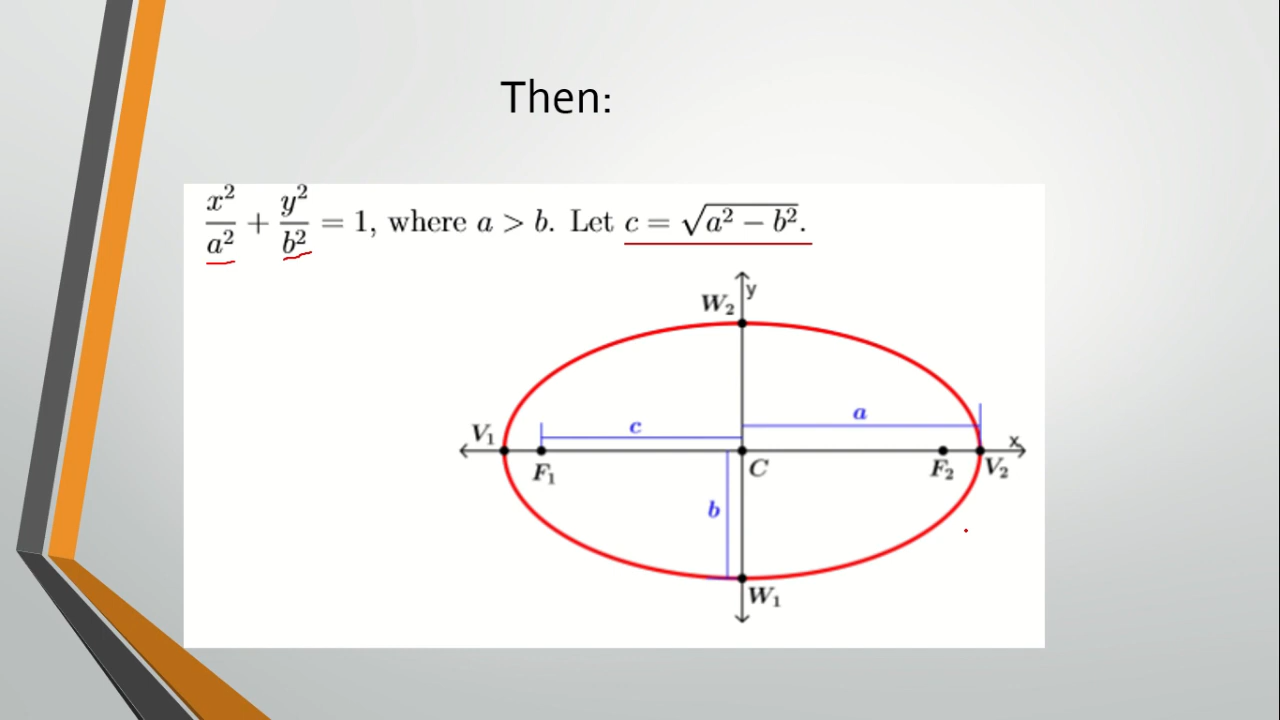 Then:
x²/a² + y²/b² = 1, where a > b. Let c = √(a² − b²).
y
W₂
a
c
V₁
x
F₁
C
F₂
V₂
b
W₁